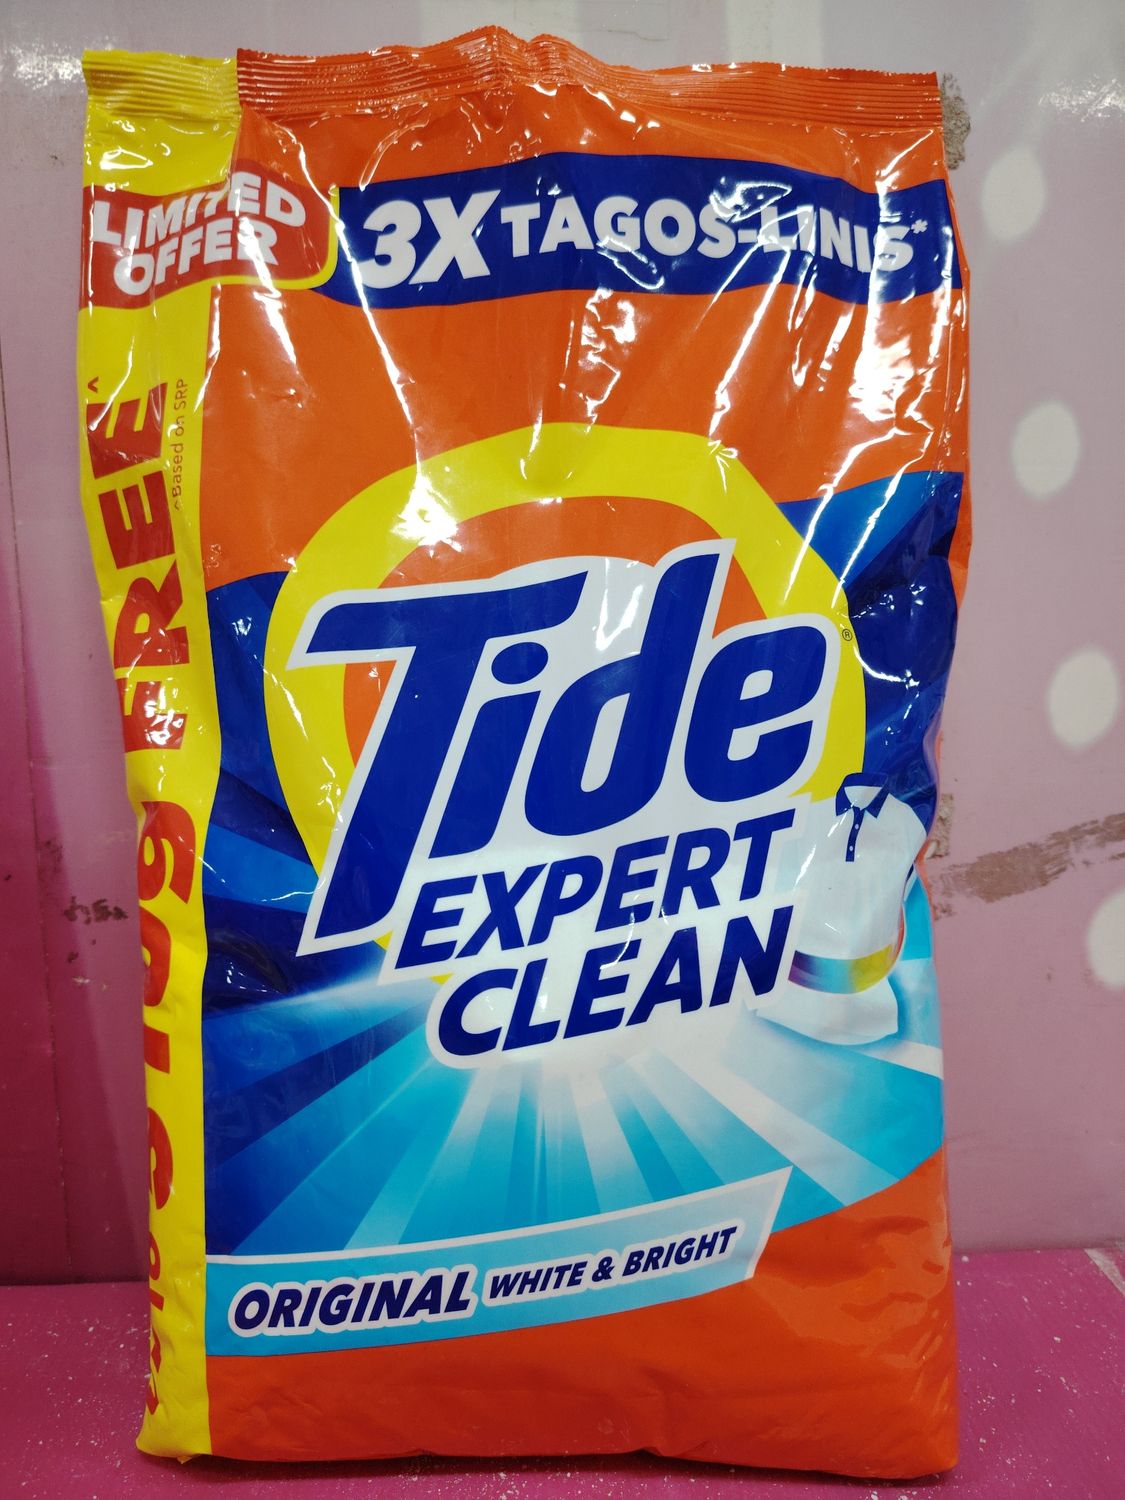 LIMITED
OFFER
3X TAGOS-LINIS*
FREE^
^Based on SRP
Tide®
EXPERT
CLEAN
ORIGINAL WHITE & BRIGHT